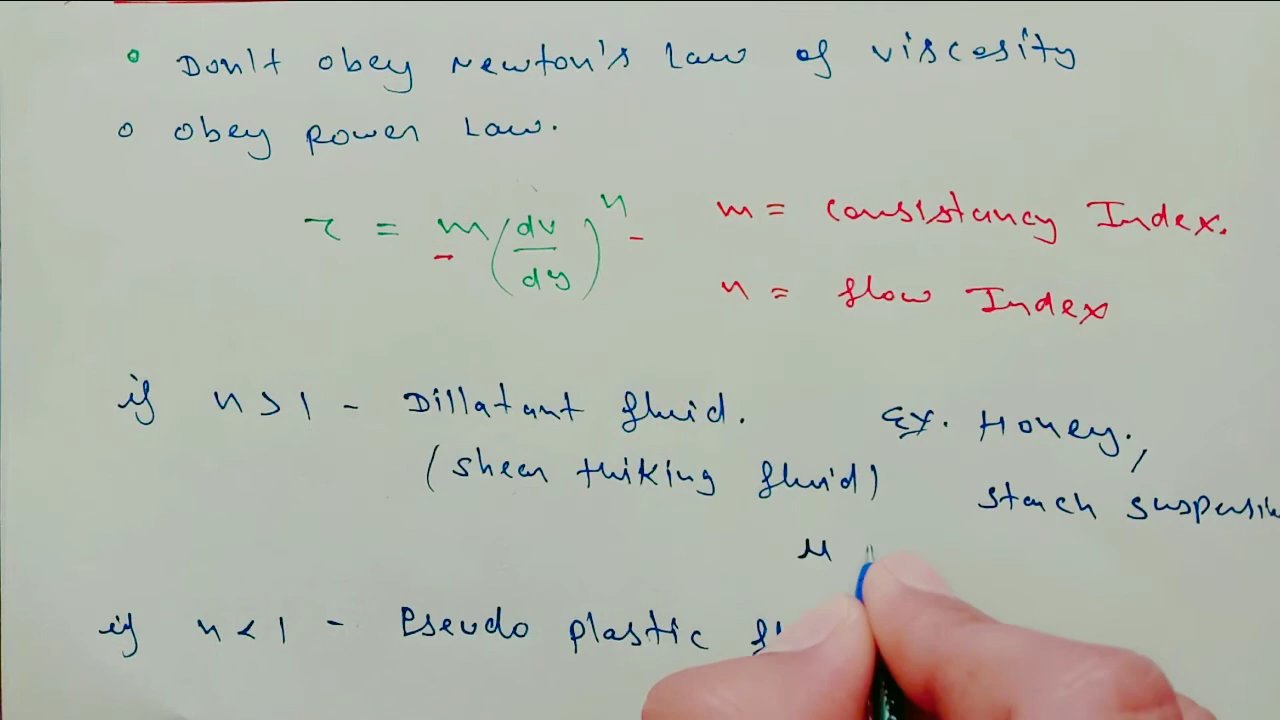 Don't obey Newton's Law of viscosity
obey Power Law.
τ = m (dv/dy)^n
m = Consistancy Index.
n = flow Index
if n > 1 - Dillatant fluid.
(shear thiking fluid)
Ex. Honey.,
starch
μ
if n < 1 - Pseudo plastic